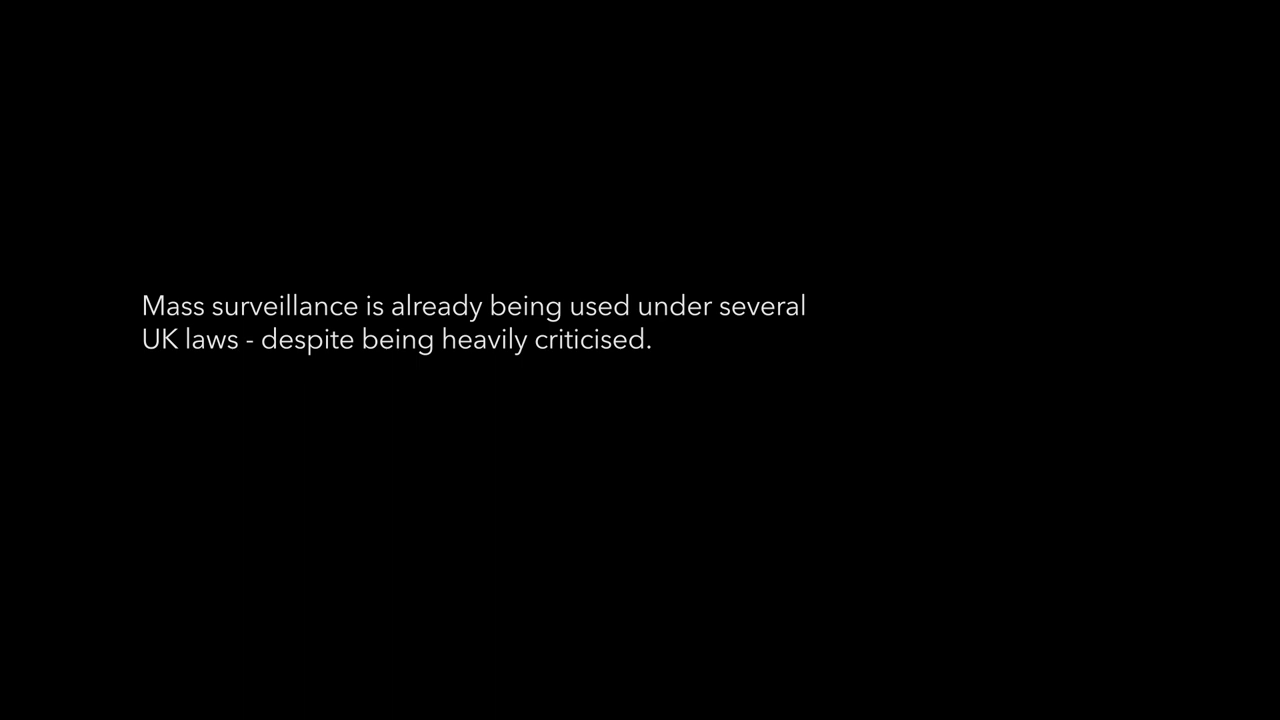 Mass surveillance is already being used under several
UK laws - despite being heavily criticised.